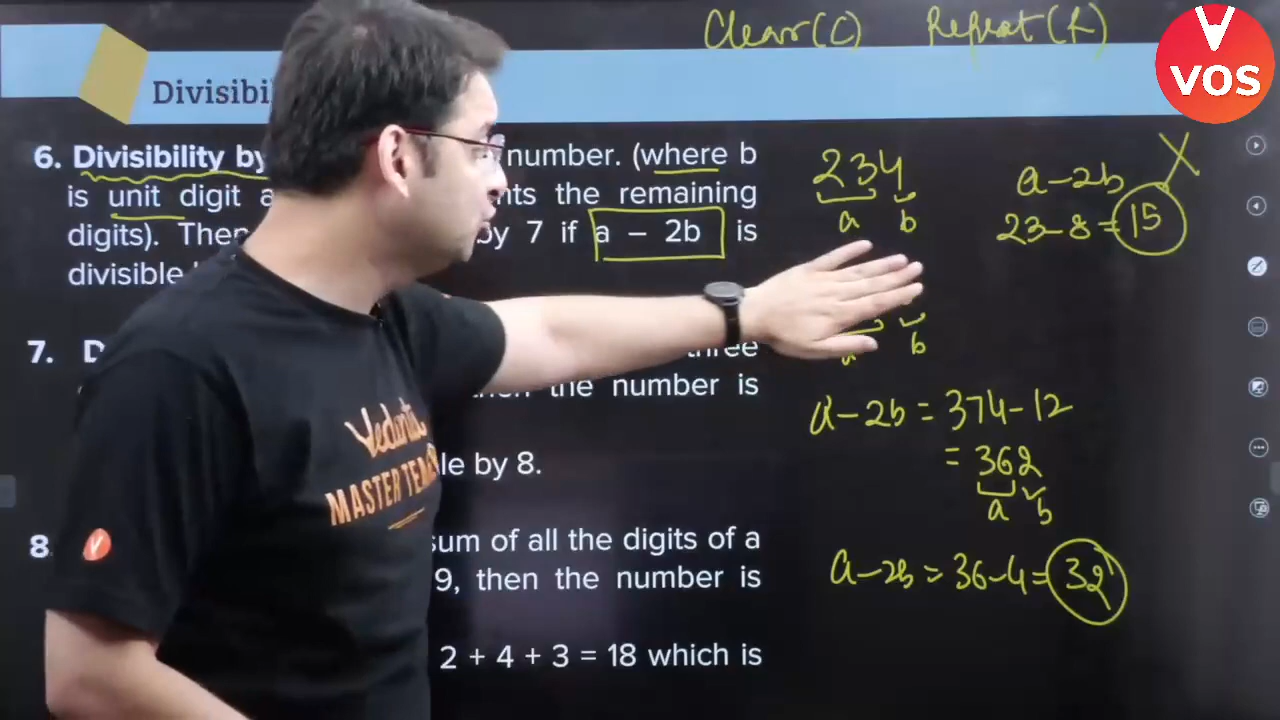 Clear(C) Repeat(R)
VOS
Divisibi
6. Divisibility by number. (where b
is unit digit a nts the remaining
digits). Then by 7 if a – 2b is
divisible
7. D three
then the number is
le by 8.
8. sum of all the digits of a
9, then the number is
2 + 4 + 3 = 18 which is
234
a b
a-2b X
23-8=15
a b
a-2b = 374-12
= 362
a b
a-2b = 36-4=32
Vedantu
MASTER TEA